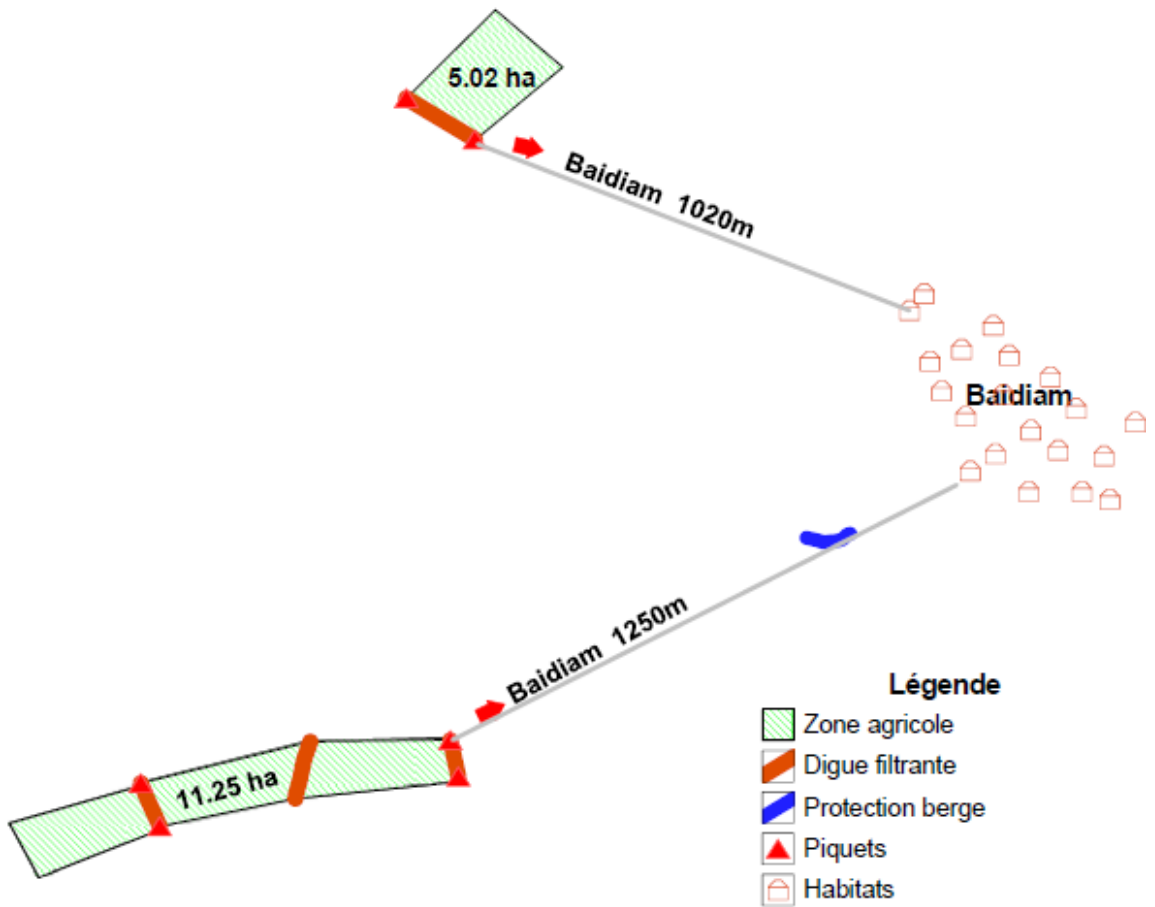 5.02 ha
Baidiam 1020m
Baidiam
Baidiam 1250m
11.25 ha
Légende
Zone agricole
Digue filtrante
Protection berge
Piquets
Habitats